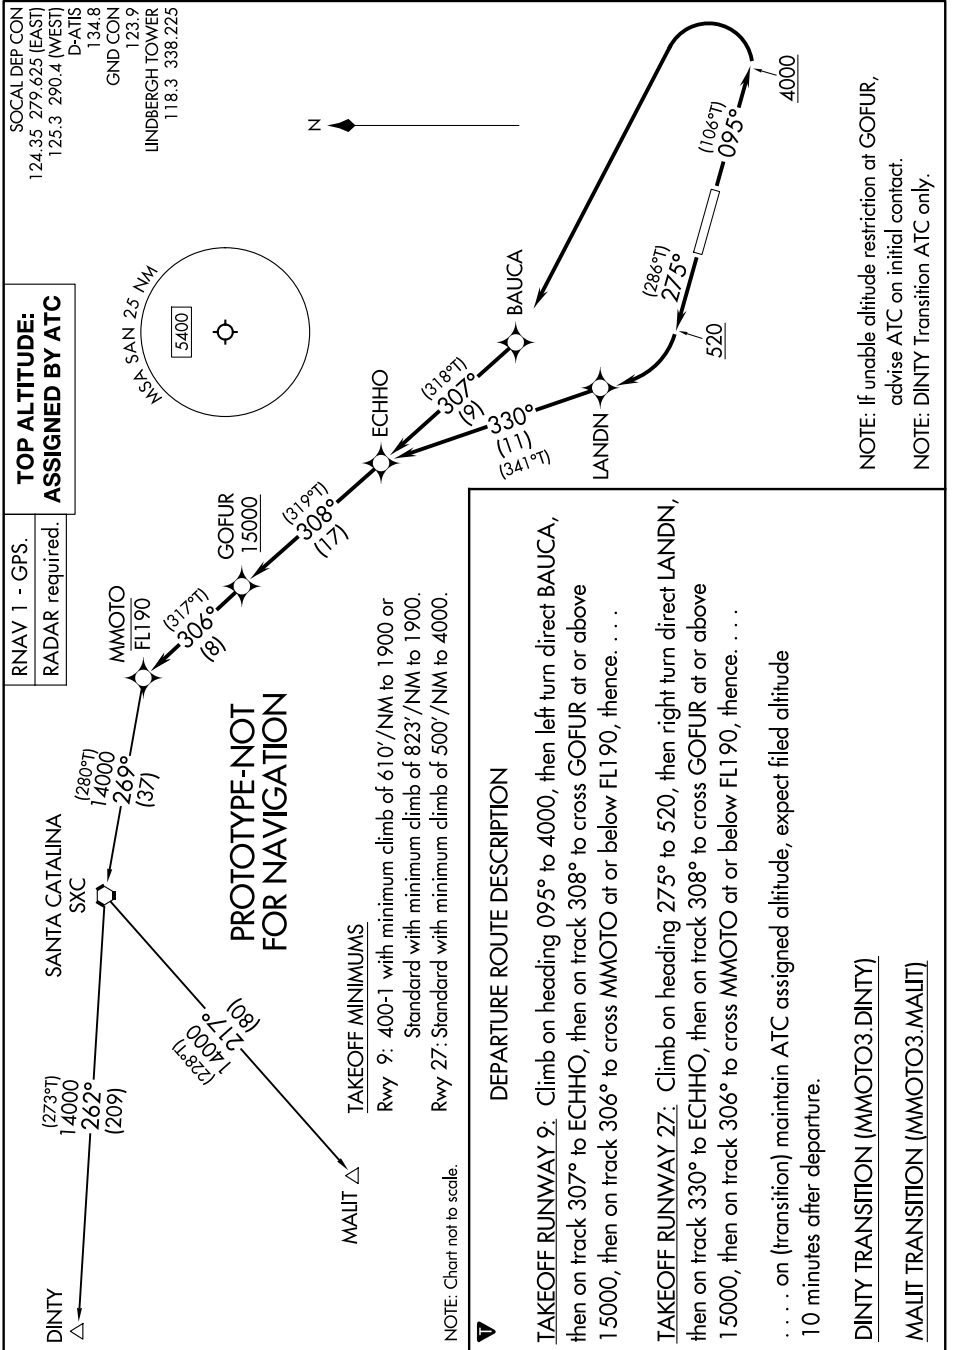 RNAV 1 - GPS.
RADAR required.
TOP ALTITUDE:
ASSIGNED BY ATC
SOCAL DEP CON
124.35 279.625 (EAST)
125.3 290.4 (WEST)
D-ATIS
134.8
GND CON
123.9
LINDBERGH TOWER
118.3 338.225
MSA SAN 25 NM
5400
N
DINTY
(273°T)
14000
262°
(209)
SANTA CATALINA
SXC
(280°T)
14000
269°
(37)
MMOTO
FL190
(317°T)
306°
(8)
GOFUR
15000
(319°T)
308°
(17)
ECHHO
(318°T)
307°
(9)
BAUCA
330°
(11)
(341°T)
LANDN
(286°T)
275°
520
(106°T)
095°
4000
(228°T)
14000
217°
(80)
MALIT
PROTOTYPE-NOT
FOR NAVIGATION
TAKEOFF MINIMUMS
Rwy 9: 400-1 with minimum climb of 610'/NM to 1900 or
Standard with minimum climb of 823'/NM to 1900.
Rwy 27: Standard with minimum climb of 500'/NM to 4000.
NOTE: Chart not to scale.
NOTE: If unable altitude restriction at GOFUR,
advise ATC on initial contact.
NOTE: DINTY Transition ATC only.
T
DEPARTURE ROUTE DESCRIPTION
TAKEOFF RUNWAY 9: Climb on heading 095° to 4000, then left turn direct BAUCA,
then on track 307° to ECHHO, then on track 308° to cross GOFUR at or above
15000, then on track 306° to cross MMOTO at or below FL190, thence. . . .
TAKEOFF RUNWAY 27: Climb on heading 275° to 520, then right turn direct LANDN,
then on track 330° to ECHHO, then on track 308° to cross GOFUR at or above
15000, then on track 306° to cross MMOTO at or below FL190, thence. . . .
. . . . on (transition) maintain ATC assigned altitude, expect filed altitude
10 minutes after departure.
DINTY TRANSITION (MMOTO3.DINTY)
MALIT TRANSITION (MMOTO3.MALIT)